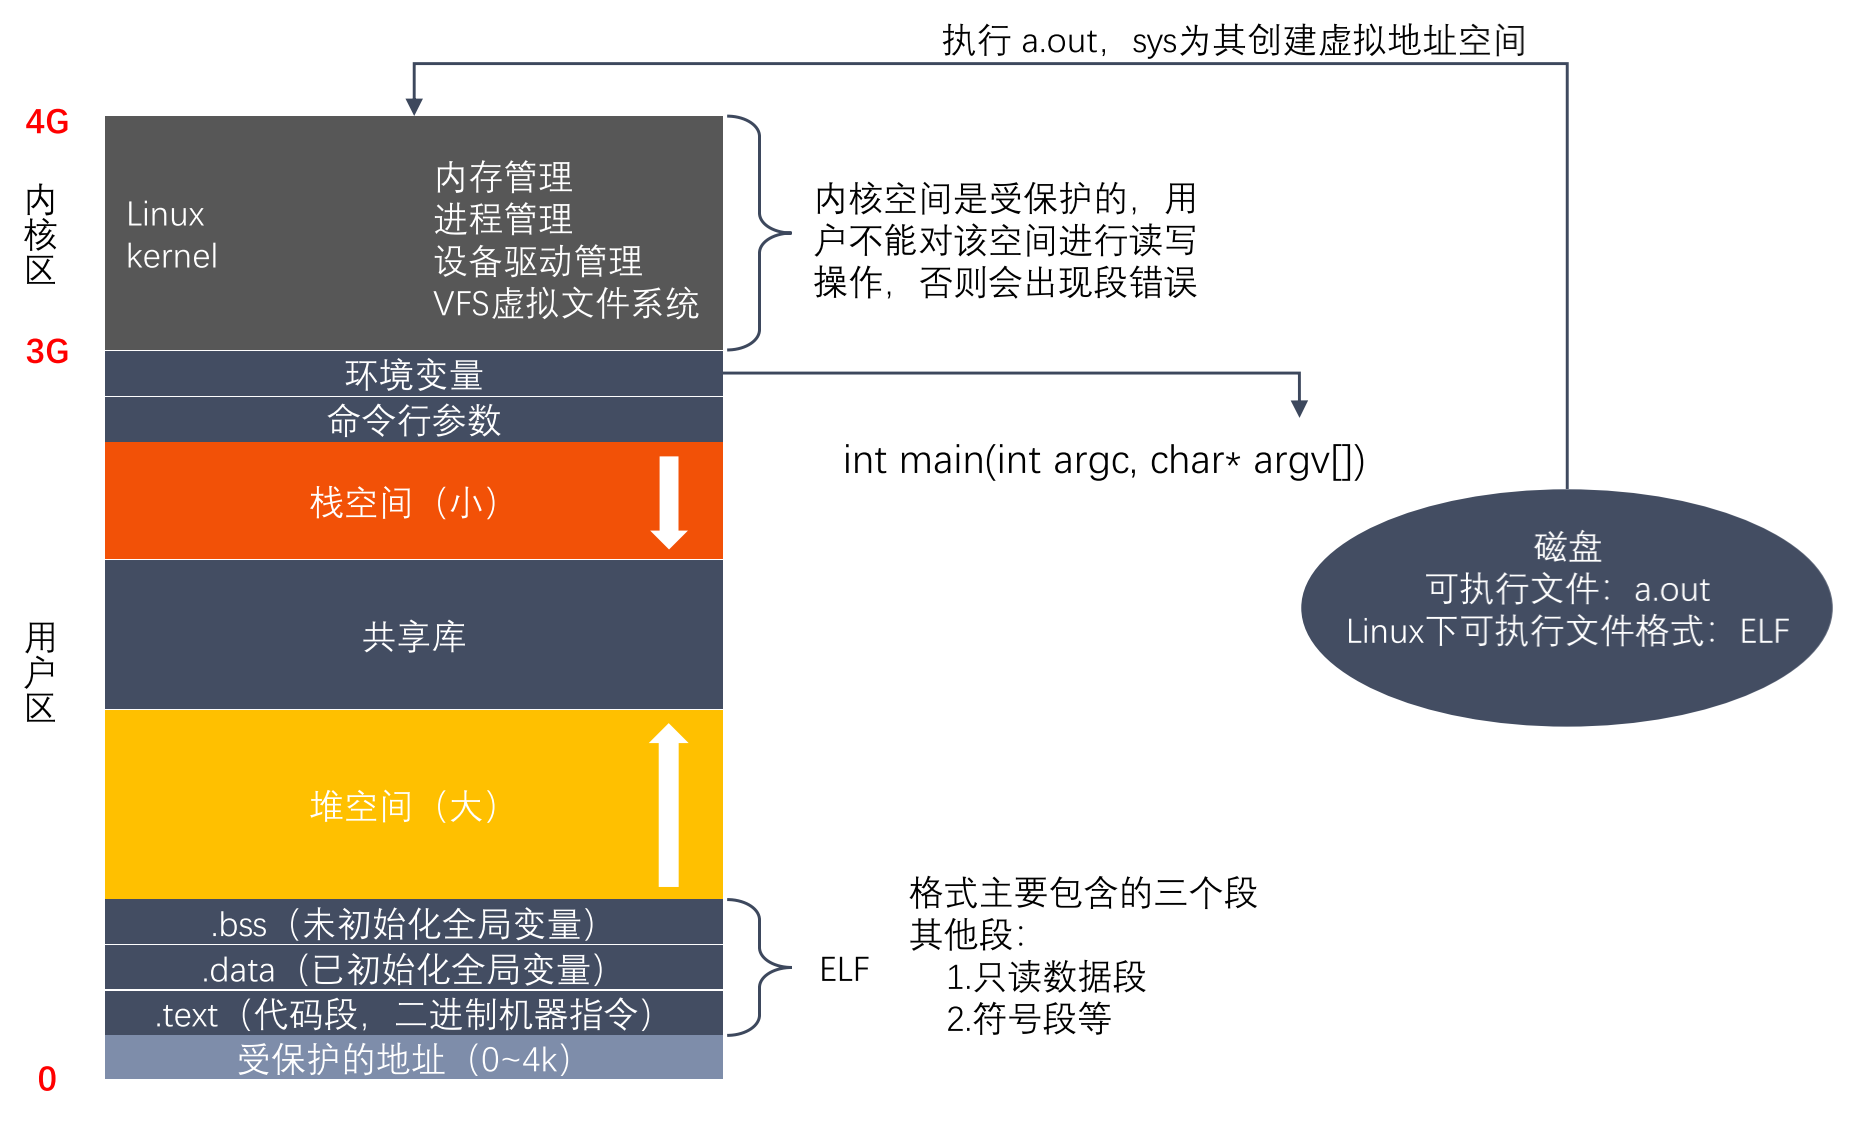 执行 a.out，sys为其创建虚拟地址空间
4G
内核区
Linux
kernel
内存管理
进程管理
设备驱动管理
VFS虚拟文件系统
内核空间是受保护的，用
户不能对该空间进行读写
操作，否则会出现段错误
3G
环境变量
命令行参数
int main(int argc, char* argv[])
栈空间（小）
磁盘
可执行文件：a.out
Linux下可执行文件格式：ELF
用户区
共享库
堆空间（大）
.bss（未初始化全局变量）
.data（已初始化全局变量）
.text（代码段，二进制机器指令）
ELF
格式主要包含的三个段
其他段：
1.只读数据段
2.符号段等
受保护的地址（0~4k）
0